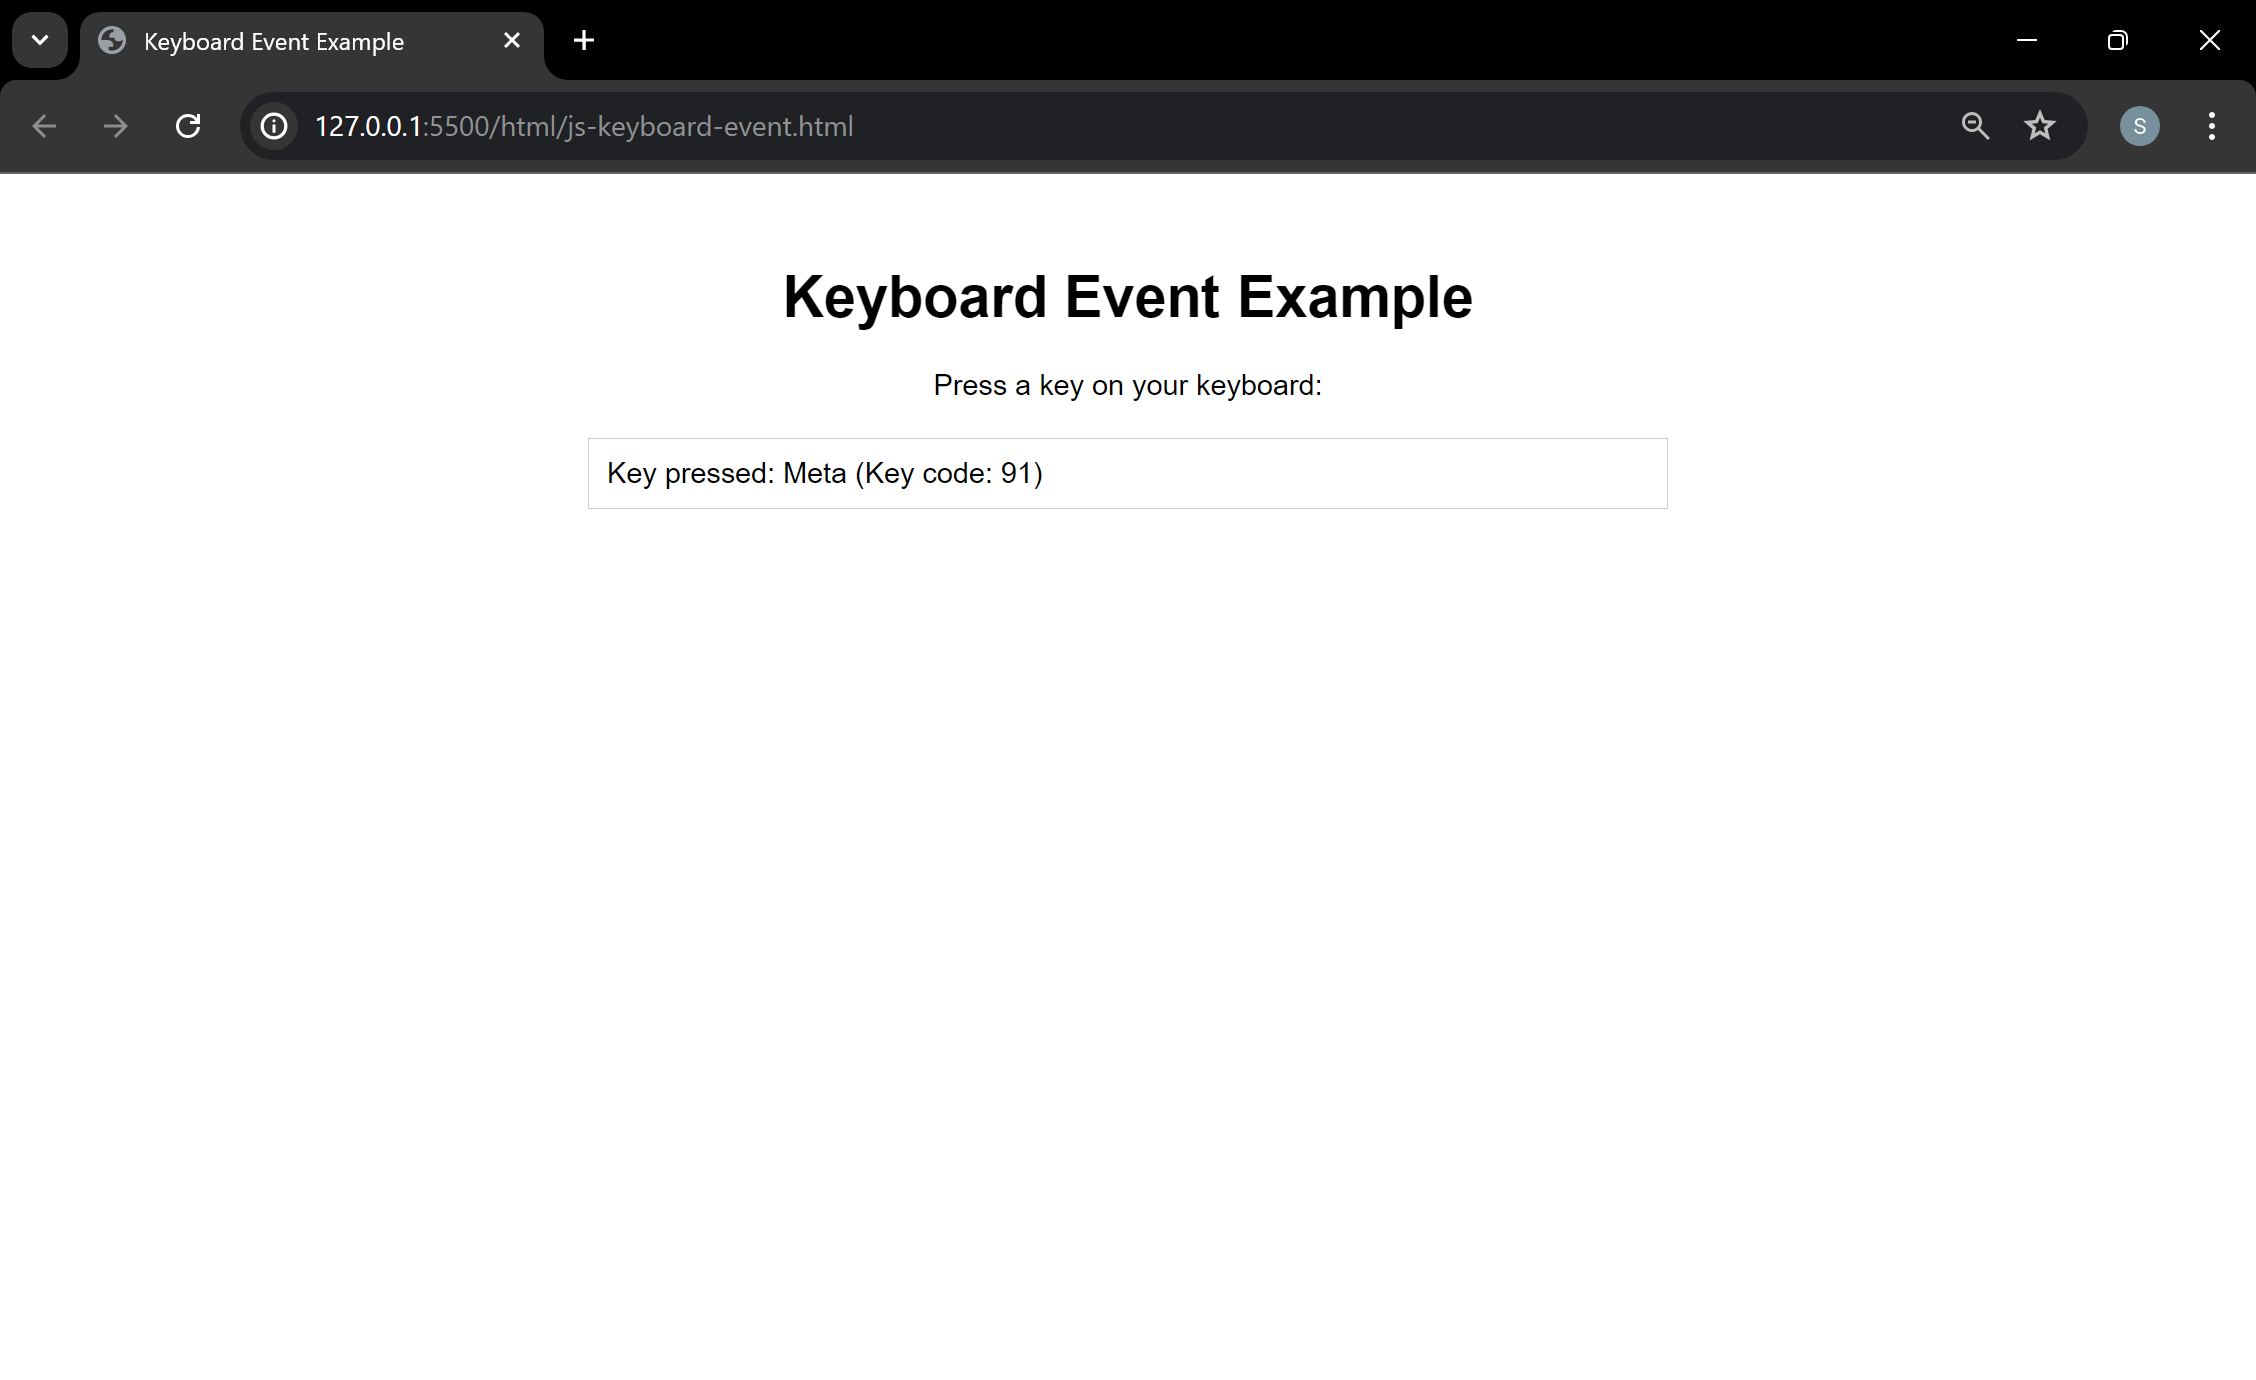 Keyboard Event Example
127.0.0.1:5500/html/js-keyboard-event.html
S
Keyboard Event Example
Press a key on your keyboard:
Key pressed: Meta (Key code: 91)